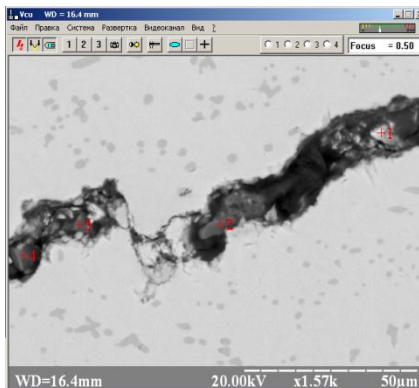 Vcu WD = 16.4 mm
Файл Правка Система Развертка Видеоканал Вид ?
1 2 3 1 2 3 4 Focus = 0.50
+1
+2
+3
+4
WD=16.4mm 20.00kV x1.57k 50μm